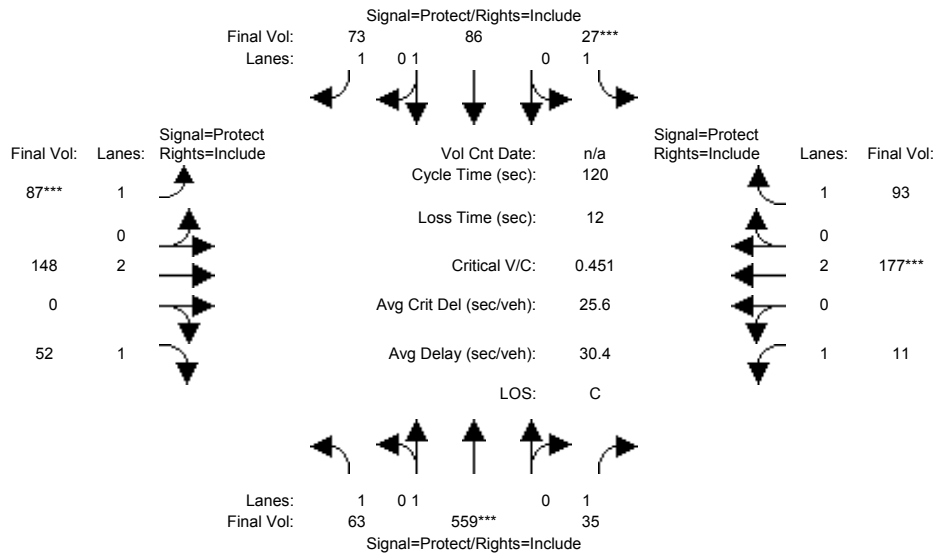 Signal=Protect/Rights=Include
Final Vol: 73 86 27***
Lanes: 1 0 1 0 1
Signal=Protect
Final Vol: Lanes: Rights=Include
Vol Cnt Date: n/a
Signal=Protect
Rights=Include Lanes: Final Vol:
Cycle Time (sec): 120
87*** 1
1 93
Loss Time (sec): 12
0
0
148 2
Critical V/C: 0.451
2 177***
0
Avg Crit Del (sec/veh): 25.6
0
52 1
Avg Delay (sec/veh): 30.4
1 11
LOS: C
Lanes: 1 0 1 0 1
Final Vol: 63 559*** 35
Signal=Protect/Rights=Include